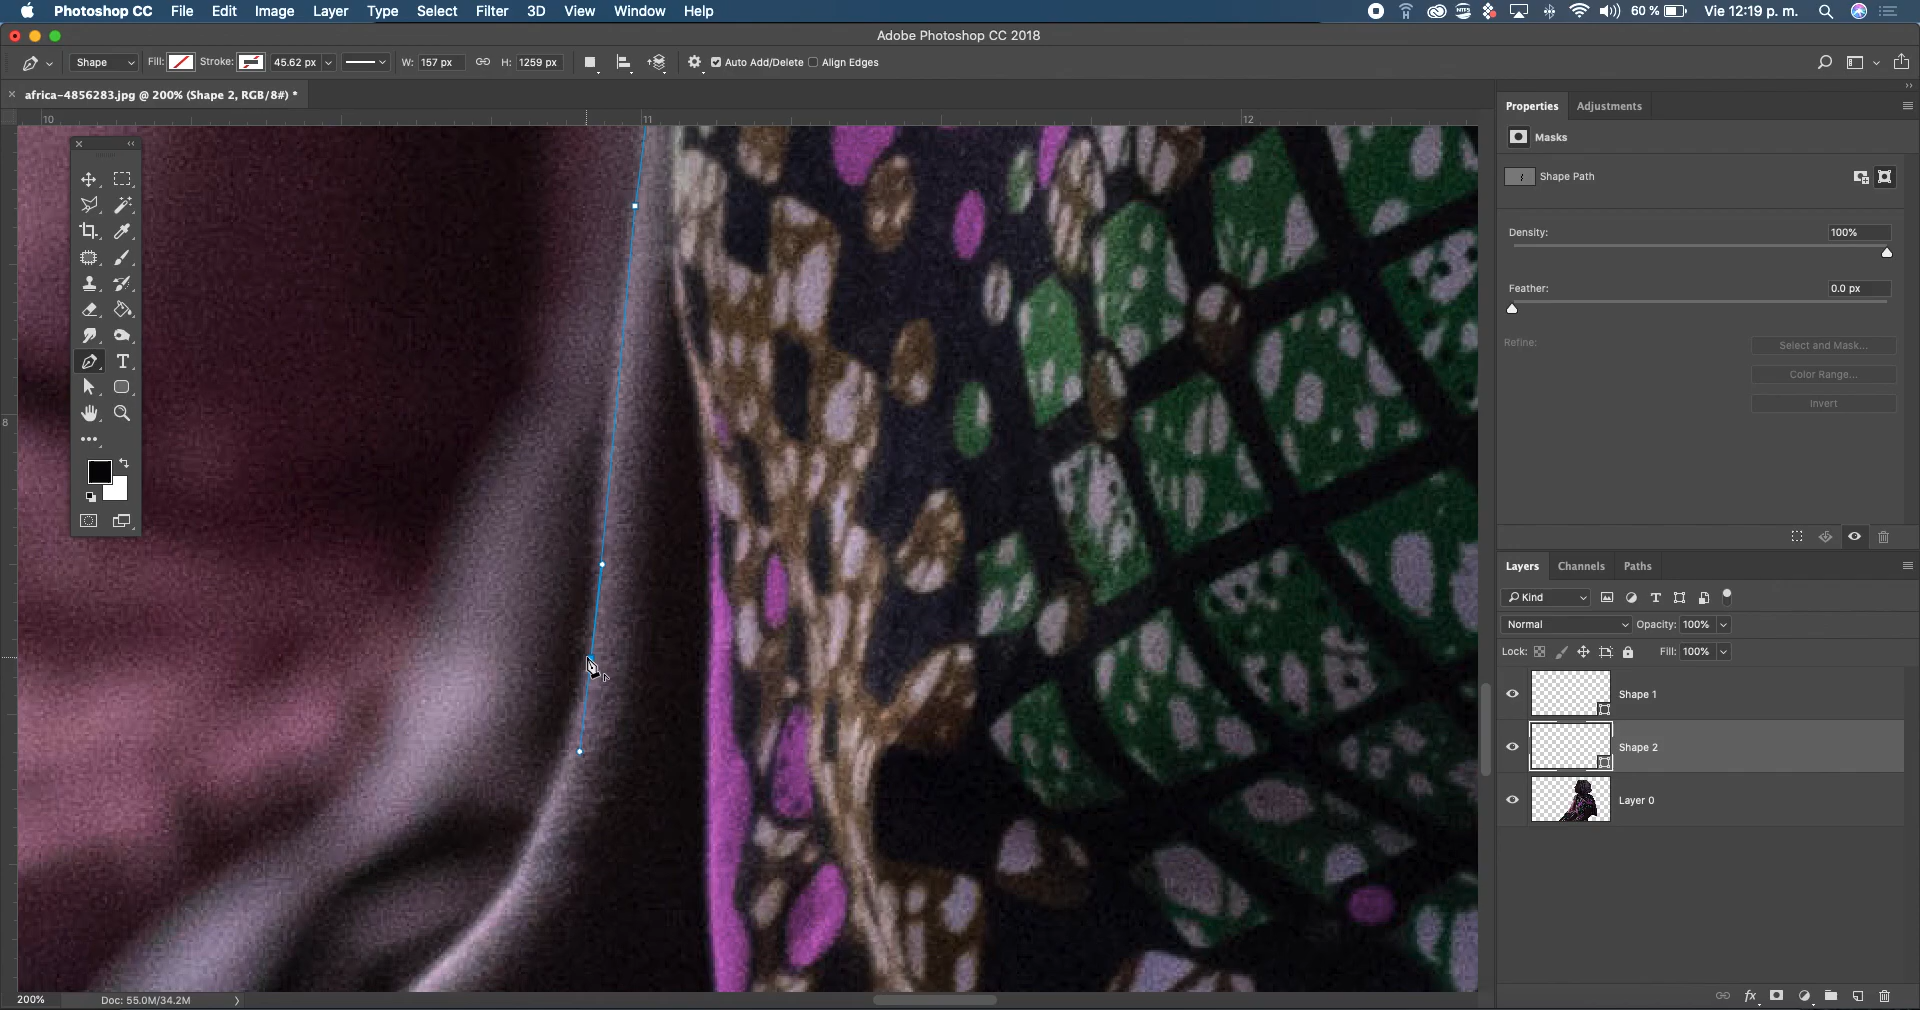 Photoshop CC File Edit Image Layer Type Select Filter 3D View Window Help 60 % Vie 12:19 p. m.
Adobe Photoshop CC 2018
Shape Fill: Stroke: 45.62 px W: 157 px H: 1259 px Auto Add/Delete Align Edges
africa-4856283.jpg @ 200% (Shape 2, RGB/8#) *
10 11 12
8
Properties Adjustments
Masks
Shape Path
Density: 100%
Feather: 0.0 px
Refine: Select and Mask...
Color Range...
Invert
Layers Channels Paths
Kind
Normal Opacity: 100%
Lock: Fill: 100%
Shape 1
Shape 2
Layer 0
200% Doc: 55.0M/34.2M
fx